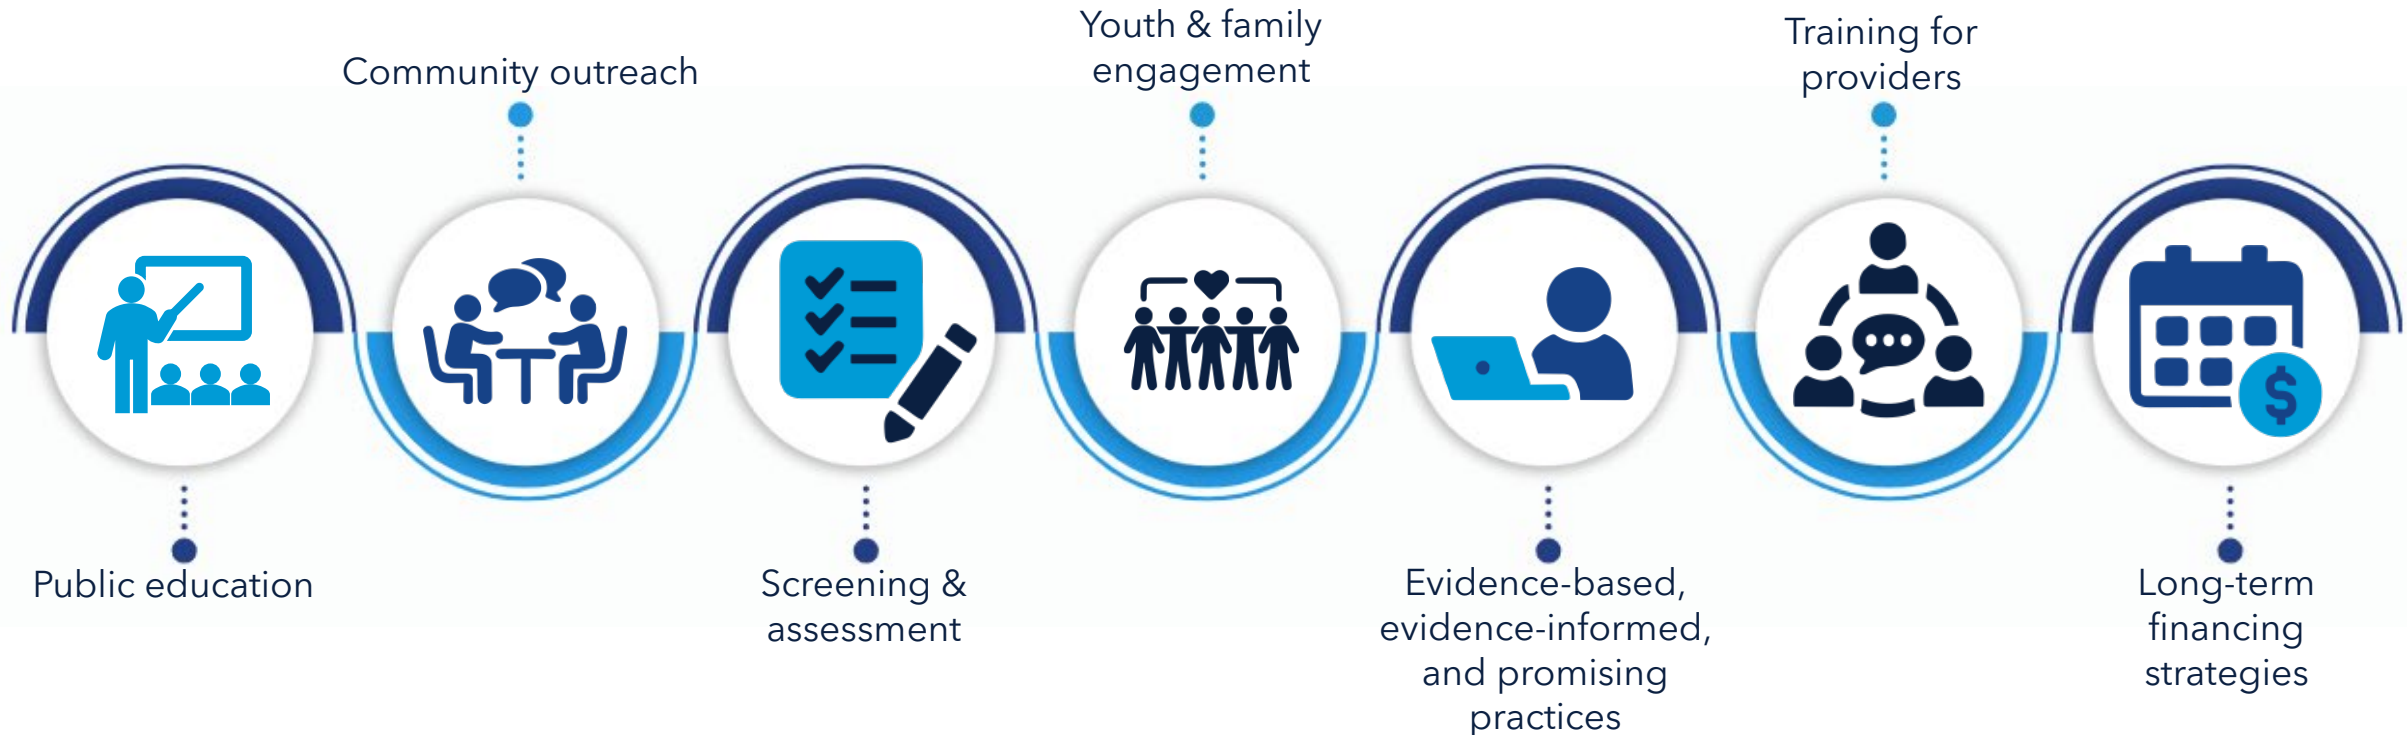 Public education
Community outreach
Screening &
assessment
Youth & family
engagement
Evidence-based,
evidence-informed,
and promising
practices
Training for
providers
Long-term
financing
strategies
$